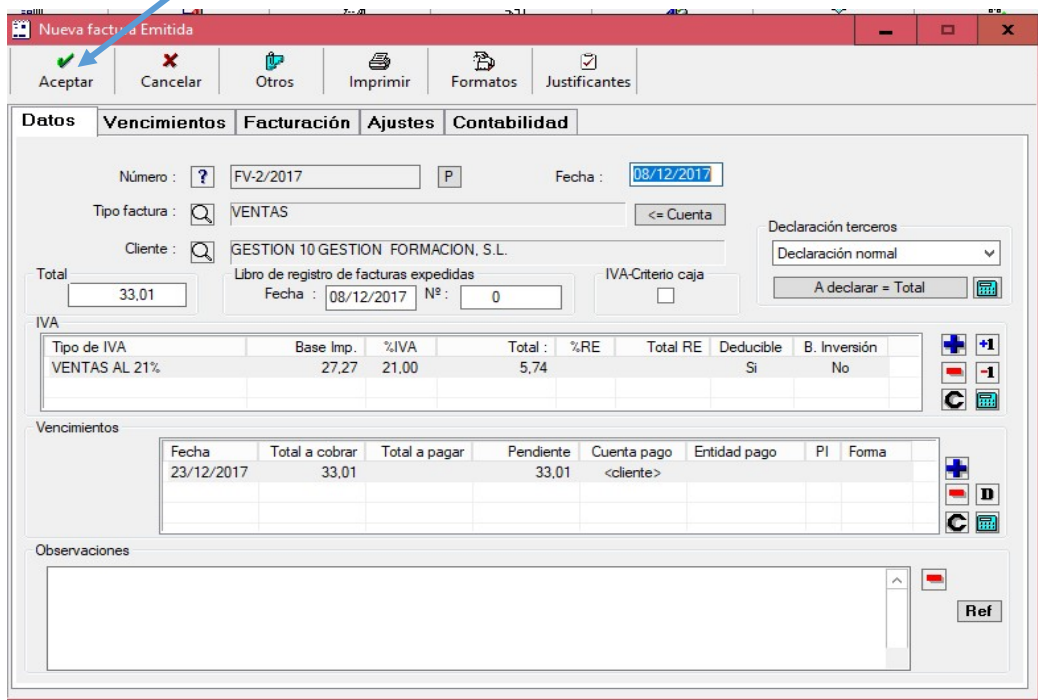 Nueva factura Emitida
Aceptar Cancelar Otros Imprimir Formatos Justificantes
Datos Vencimientos Facturación Ajustes Contabilidad
Número : ? FV-2/2017 P Fecha : 08/12/2017
Tipo factura : VENTAS <= Cuenta
Declaración terceros
Cliente : GESTION 10 GESTION FORMACION, S.L. Declaración normal
Total Libro de registro de facturas expedidas IVA-Criterio caja
33,01 Fecha : 08/12/2017 Nº : 0 A declarar = Total
IVA
Tipo de IVA Base Imp. %IVA Total : %RE Total RE Deducible B. Inversión +1
VENTAS AL 21% 27,27 21,00 5,74 Si No -1
C
Vencimientos
Fecha Total a cobrar Total a pagar Pendiente Cuenta pago Entidad pago PI Forma
23/12/2017 33,01 33,01 <cliente>
D
C
Observaciones
Ref